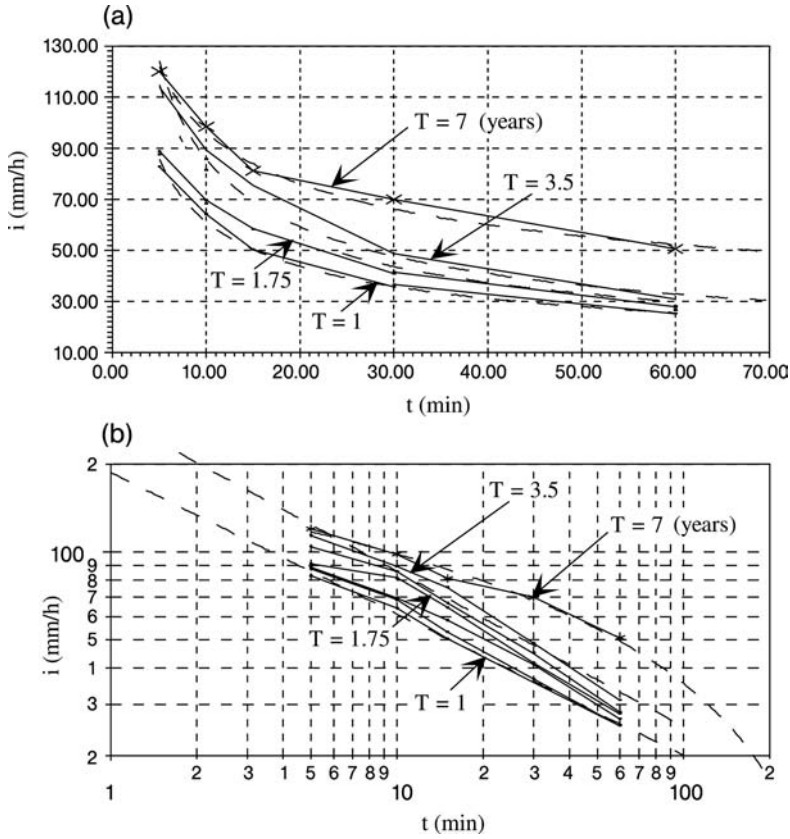 (a)
130.00
110.00
90.00
70.00
50.00
30.00
10.00
i (mm/h)
T = 7 (years)
T = 3.5
T = 1.75
T = 1
0.00 10.00 20.00 30.00 40.00 50.00 60.00 70.00
t (min)
(b)
2
100
9
8
7
6
5
1
3
2
i (mm/h)
T = 3.5
T = 7 (years)
T = 1.75
T = 1
1 2 3 1 5 6 7 8 9 10 2 3 4 5 6 7 8 9 100 2
t (min)